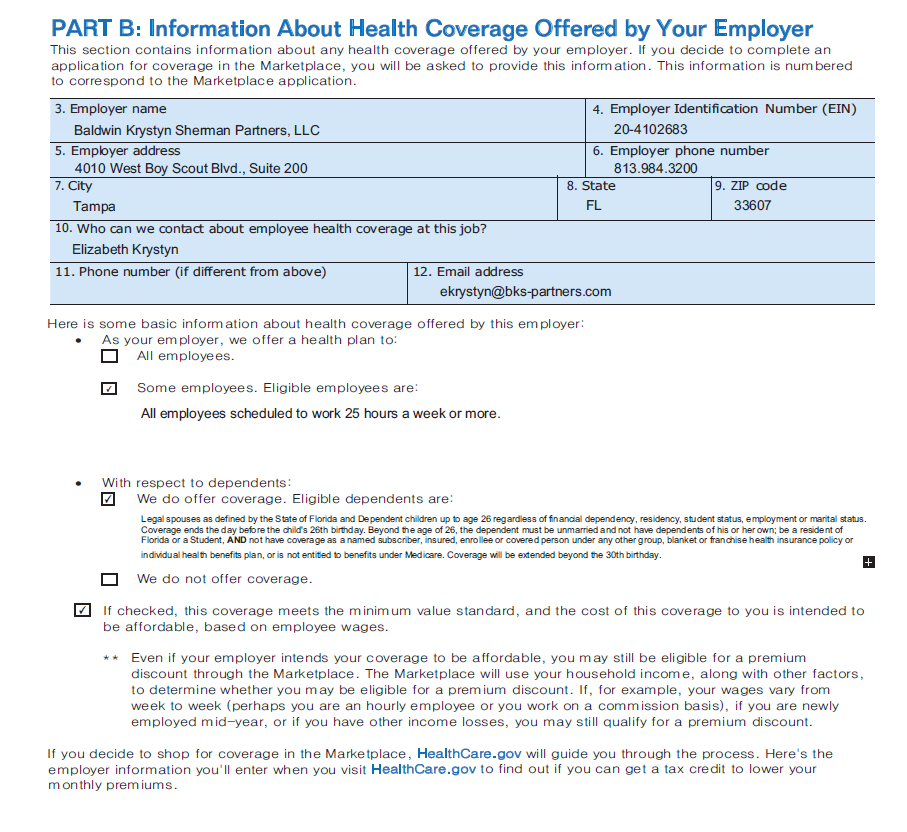 PART B: Information About Health Coverage Offered by Your Employer
This section contains information about any health coverage offered by your employer. If you decide to complete an
application for coverage in the Marketplace, you will be asked to provide this information. This information is numbered
to correspond to the Marketplace application.
3. Employer name
Baldwin Krystyn Sherman Partners, LLC
4. Employer Identification Number (EIN)
20-4102683
5. Employer address
4010 West Boy Scout Blvd., Suite 200
6. Employer phone number
813.984.3200
7. City
Tampa
8. State
FL
9. ZIP code
33607
10. Who can we contact about employee health coverage at this job?
Elizabeth Krystyn
11. Phone number (if different from above)
12. Email address
ekrystyn@bks-partners.com
Here is some basic information about health coverage offered by this employer:
• As your employer, we offer a health plan to:
All employees.
✓ Some employees. Eligible employees are:
All employees scheduled to work 25 hours a week or more.
• With respect to dependents:
✓ We do offer coverage. Eligible dependents are:
Legal spouses as defined by the State of Florida and Dependent children up to age 26 regardless of financial dependency, residency, student status, employment or marital status.
Coverage ends the day before the child's 26th birthday. Beyond the age of 26, the dependent must be unmarried and not have dependents of his or her own; be a resident of
Florida or a Student, AND not have coverage as a named subscriber, insured, enrollee or covered person under any other group, blanket or franchise health insurance policy or
individual health benefits plan, or is not entitled to benefits under Medicare. Coverage will be extended beyond the 30th birthday.
+
We do not offer coverage.
✓ If checked, this coverage meets the minimum value standard, and the cost of this coverage to you is intended to
be affordable, based on employee wages.
** Even if your employer intends your coverage to be affordable, you may still be eligible for a premium
discount through the Marketplace. The Marketplace will use your household income, along with other factors,
to determine whether you may be eligible for a premium discount. If, for example, your wages vary from
week to week (perhaps you are an hourly employee or you work on a commission basis), if you are newly
employed mid-year, or if you have other income losses, you may still qualify for a premium discount.
If you decide to shop for coverage in the Marketplace, HealthCare.gov will guide you through the process. Here's the
employer information you'll enter when you visit HealthCare.gov to find out if you can get a tax credit to lower your
monthly premiums.